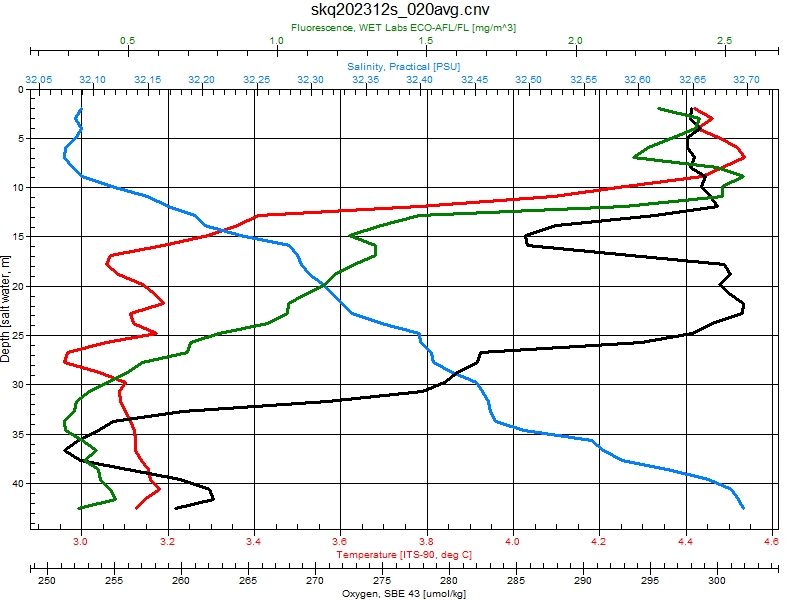 skq202312s_020avg.cnv
Fluorescence, WET Labs ECO-AFL/FL [mg/m^3]
0.5 1.0 1.5 2.0 2.5
Salinity, Practical [PSU]
32.05 32.10 32.15 32.20 32.25 32.30 32.35 32.40 32.45 32.50 32.55 32.60 32.65 32.70
0
5
10
15
20
25
30
35
40
Depth [salt water, m]
3.0 3.2 3.4 3.6 3.8 4.0 4.2 4.4 4.6
Temperature [ITS-90, deg C]
250 255 260 265 270 275 280 285 290 295 300
Oxygen, SBE 43 [umol/kg]